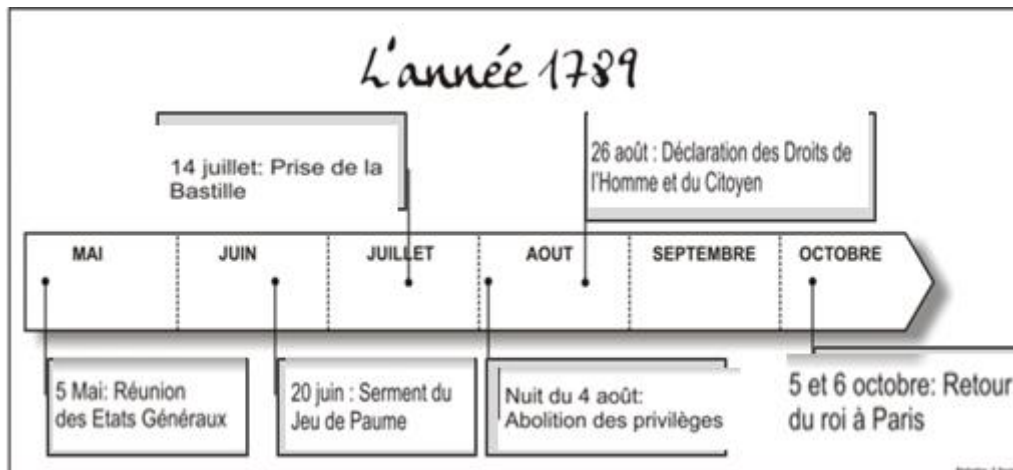 L'année 1789
14 juillet: Prise de la
Bastille
26 août : Déclaration des Droits de
l'Homme et du Citoyen
MAI
JUIN
JUILLET
AOUT
SEPTEMBRE
OCTOBRE
5 Mai: Réunion
des Etats Généraux
20 juin : Serment du
Jeu de Paume
Nuit du 4 août:
Abolition des privilèges
5 et 6 octobre: Retour
du roi à Paris